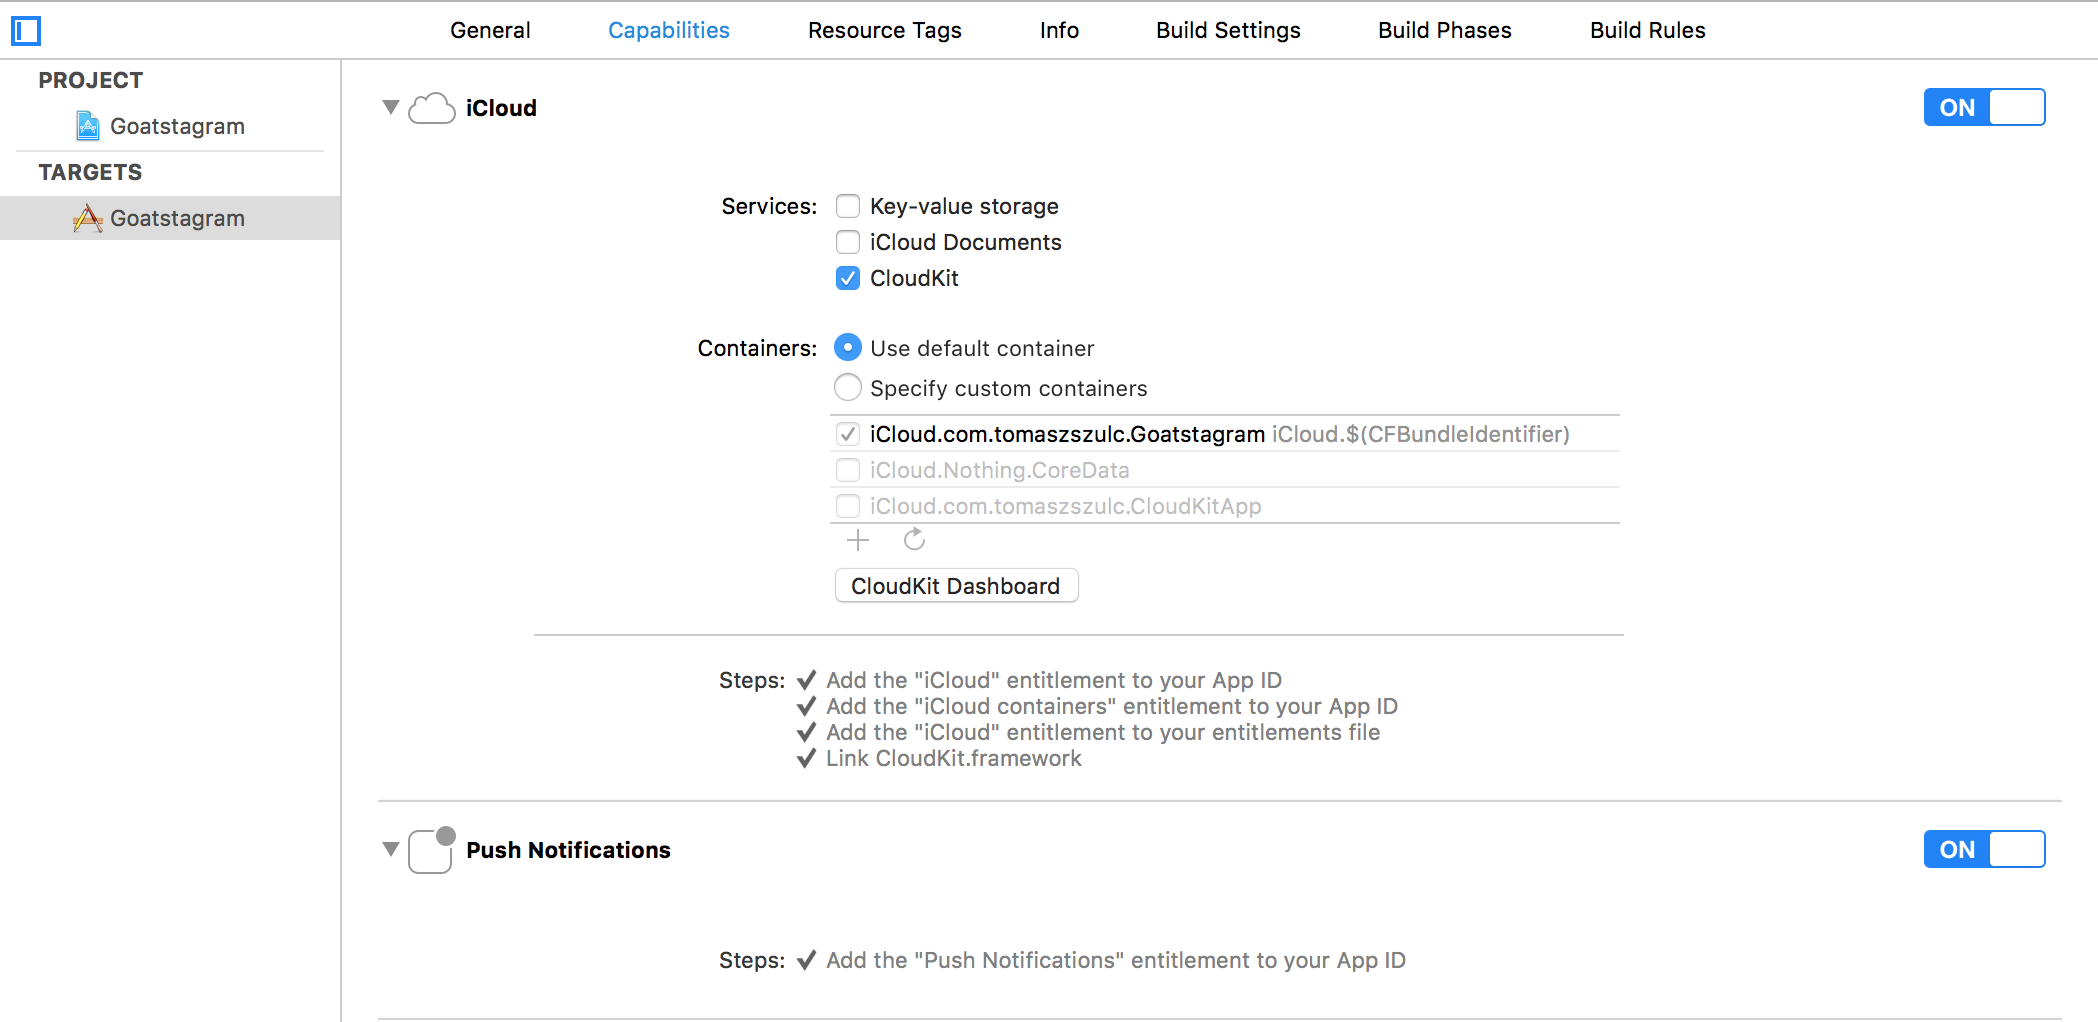 General Capabilities Resource Tags Info Build Settings Build Phases Build Rules
PROJECT
Goatstagram
TARGETS
Goatstagram
iCloud ON
Services: Key-value storage
iCloud Documents
CloudKit
Containers: Use default container
Specify custom containers
iCloud.com.tomaszszulc.Goatstagram iCloud.$(CFBundleIdentifier)
iCloud.Nothing.CoreData
iCloud.com.tomaszszulc.CloudKitApp
CloudKit Dashboard
Steps: Add the "iCloud" entitlement to your App ID
Add the "iCloud containers" entitlement to your App ID
Add the "iCloud" entitlement to your entitlements file
Link CloudKit.framework
Push Notifications ON
Steps: Add the "Push Notifications" entitlement to your App ID